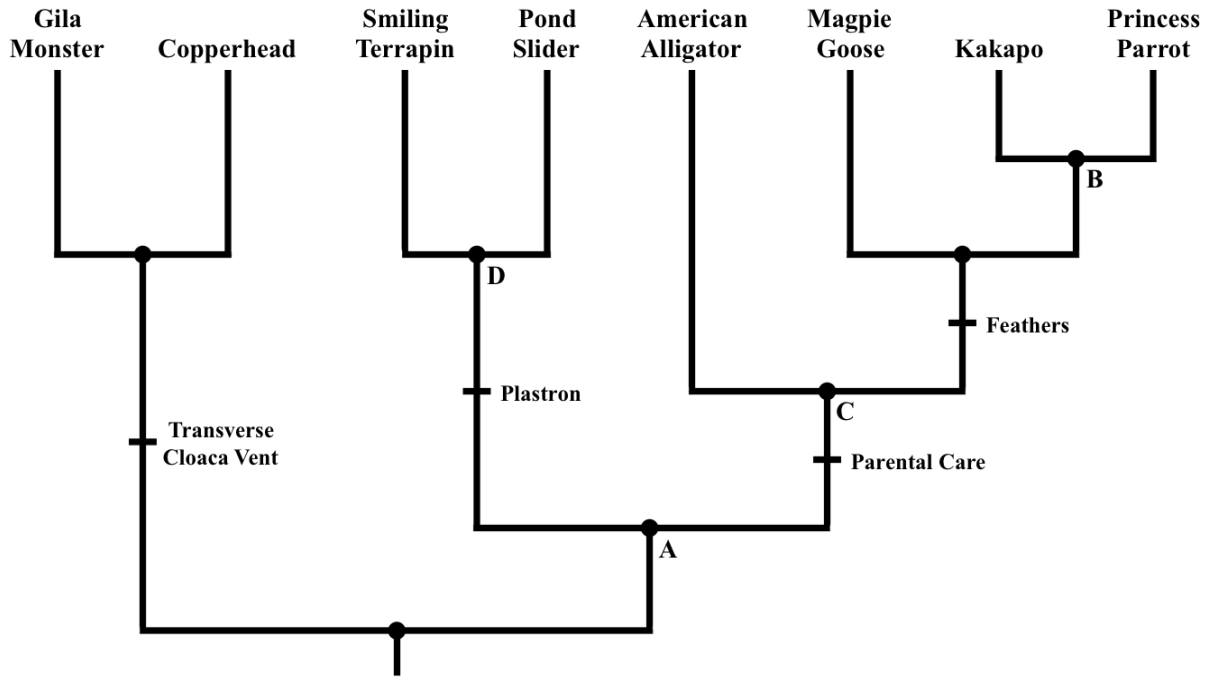 Gila
Monster
Copperhead
Smiling
Terrapin
Pond
Slider
American
Alligator
Magpie
Goose
Kakapo
Princess
Parrot
B
D
Feathers
Plastron
C
Transverse
Cloaca Vent
Parental Care
A